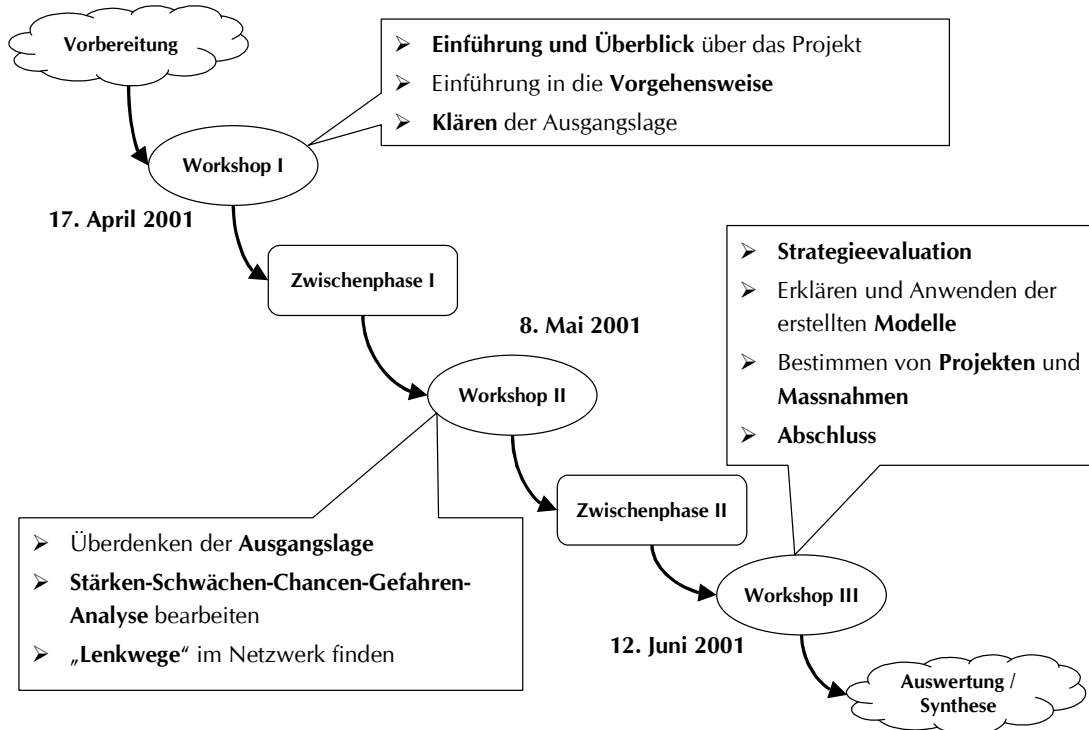 Vorbereitung
➢ Einführung und Überblick über das Projekt
➢ Einführung in die Vorgehensweise
➢ Klären der Ausgangslage
Workshop I
17. April 2001
Zwischenphase I
8. Mai 2001
Workshop II
➢ Strategieevaluation
➢ Erklären und Anwenden der
erstellten Modelle
➢ Bestimmen von Projekten und
Massnahmen
➢ Abschluss
Zwischenphase II
➢ Überdenken der Ausgangslage
➢ Stärken-Schwächen-Chancen-Gefahren-
Analyse bearbeiten
➢ „Lenkwege“ im Netzwerk finden
Workshop III
12. Juni 2001
Auswertung /
Synthese